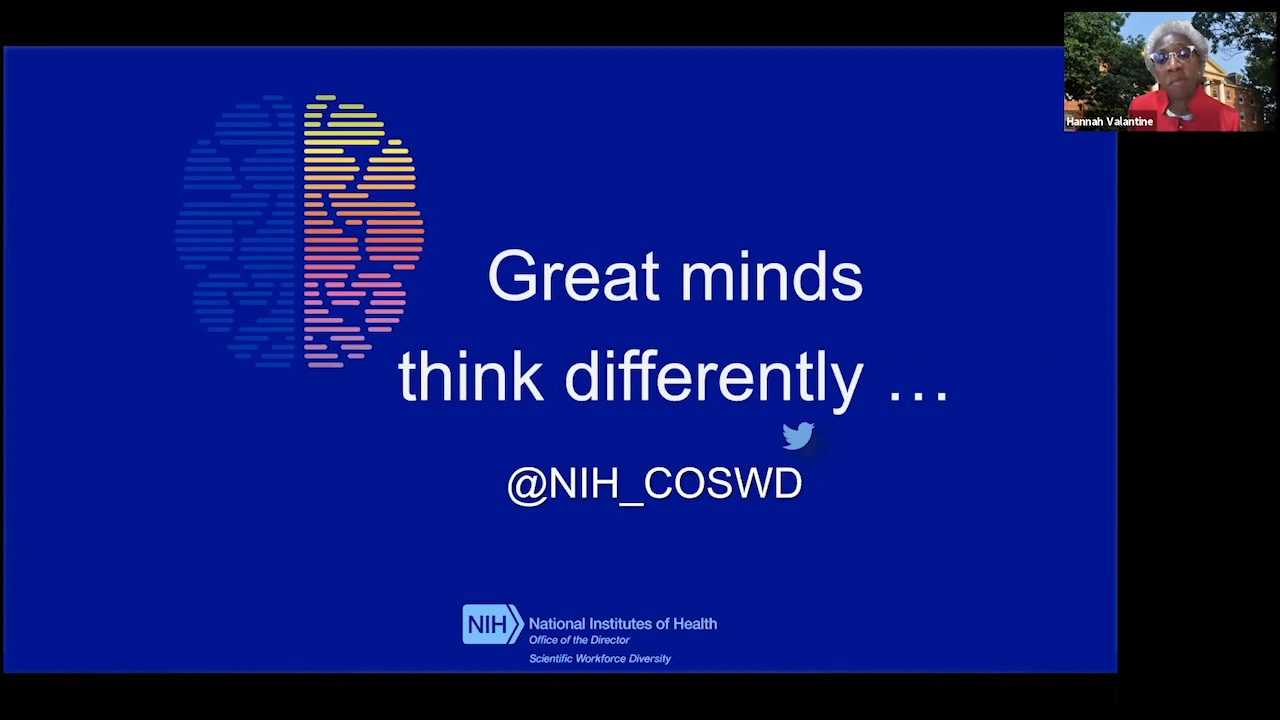 Hannah Valantine
Great minds
think differently …
@NIH_COSWD
NIH
National Institutes of Health
Office of the Director
Scientific Workforce Diversity